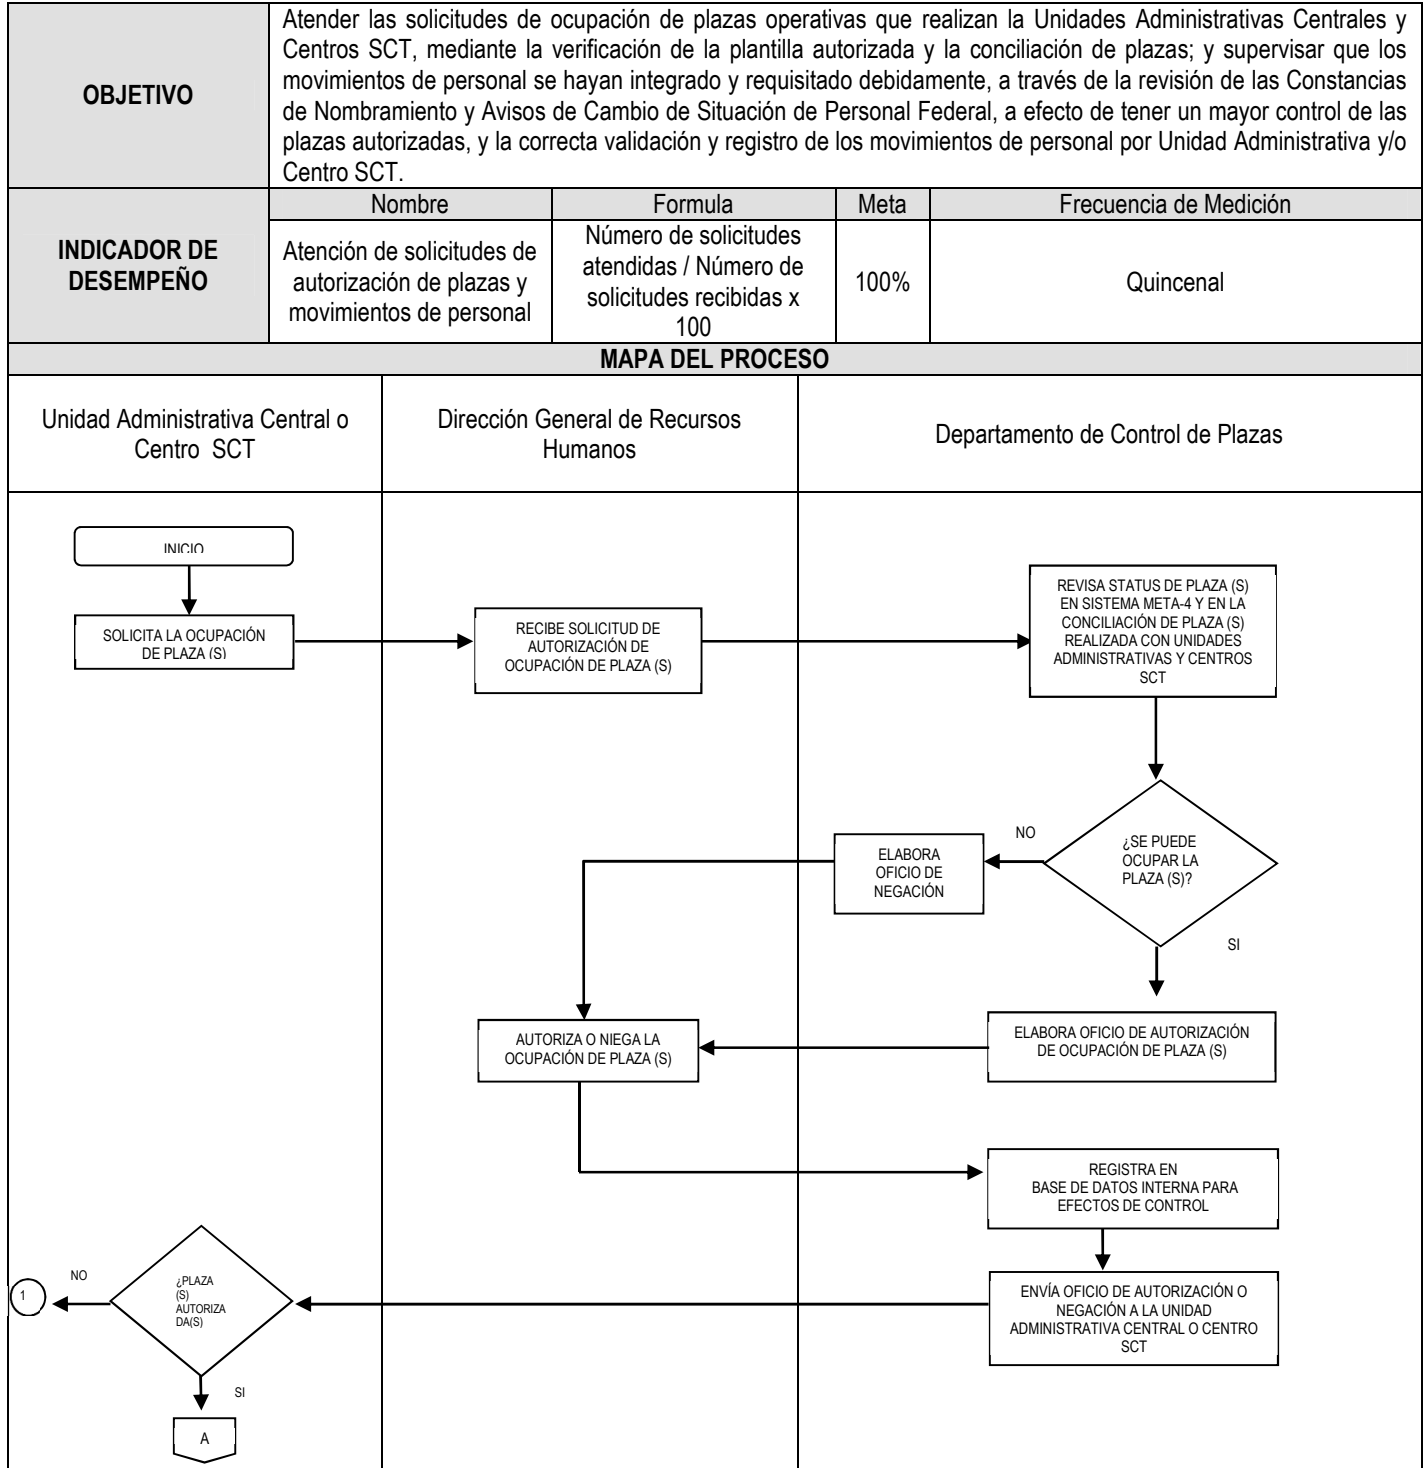 OBJETIVO
Atender las solicitudes de ocupación de plazas operativas que realizan la Unidades Administrativas Centrales y
Centros SCT, mediante la verificación de la plantilla autorizada y la conciliación de plazas; y supervisar que los
movimientos de personal se hayan integrado y requisitado debidamente, a través de la revisión de las Constancias
de Nombramiento y Avisos de Cambio de Situación de Personal Federal, a efecto de tener un mayor control de las
plazas autorizadas, y la correcta validación y registro de los movimientos de personal por Unidad Administrativa y/o
Centro SCT.
INDICADOR DE
DESEMPEÑO
Nombre
Formula
Meta
Frecuencia de Medición
Atención de solicitudes de
autorización de plazas y
movimientos de personal
Número de solicitudes
atendidas / Número de
solicitudes recibidas x
100
100%
Quincenal
MAPA DEL PROCESO
Unidad Administrativa Central o
Centro SCT
Dirección General de Recursos
Humanos
Departamento de Control de Plazas
INICIO
SOLICITA LA OCUPACIÓN
DE PLAZA (S)
RECIBE SOLICITUD DE
AUTORIZACIÓN DE
OCUPACIÓN DE PLAZA (S)
REVISA STATUS DE PLAZA (S)
EN SISTEMA META-4 Y EN LA
CONCILIACIÓN DE PLAZA (S)
REALIZADA CON UNIDADES
ADMINISTRATIVAS Y CENTROS
SCT
¿SE PUEDE
OCUPAR LA
PLAZA (S)?
NO
ELABORA
OFICIO DE
NEGACIÓN
SI
ELABORA OFICIO DE AUTORIZACIÓN
DE OCUPACIÓN DE PLAZA (S)
AUTORIZA O NIEGA LA
OCUPACIÓN DE PLAZA (S)
REGISTRA EN
BASE DE DATOS INTERNA PARA
EFECTOS DE CONTROL
ENVÍA OFICIO DE AUTORIZACIÓN O
NEGACIÓN A LA UNIDAD
ADMINISTRATIVA CENTRAL O CENTRO
SCT
¿PLAZA
(S)
AUTORIZA
DA(S)
NO
1
SI
A